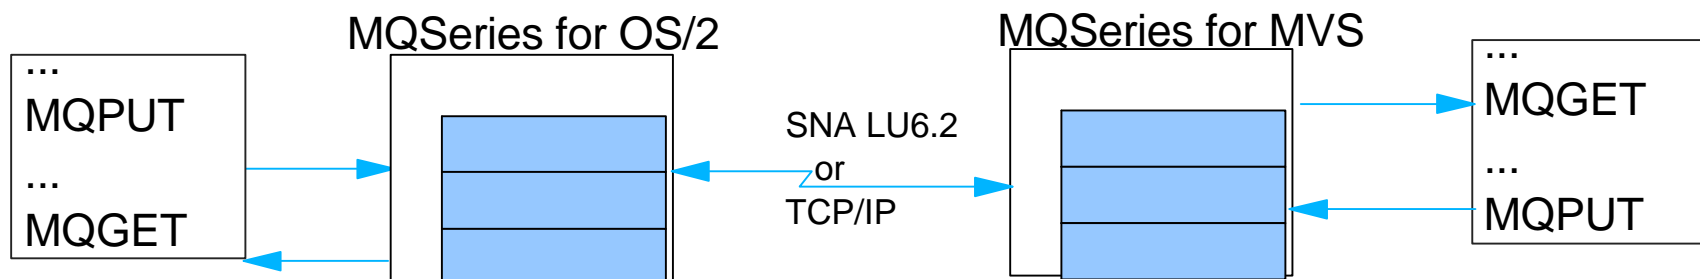 MQSeries for OS/2
MQSeries for MVS
...
MQPUT
...
MQGET
SNA LU6.2
or
TCP/IP
...
MQGET
...
MQPUT